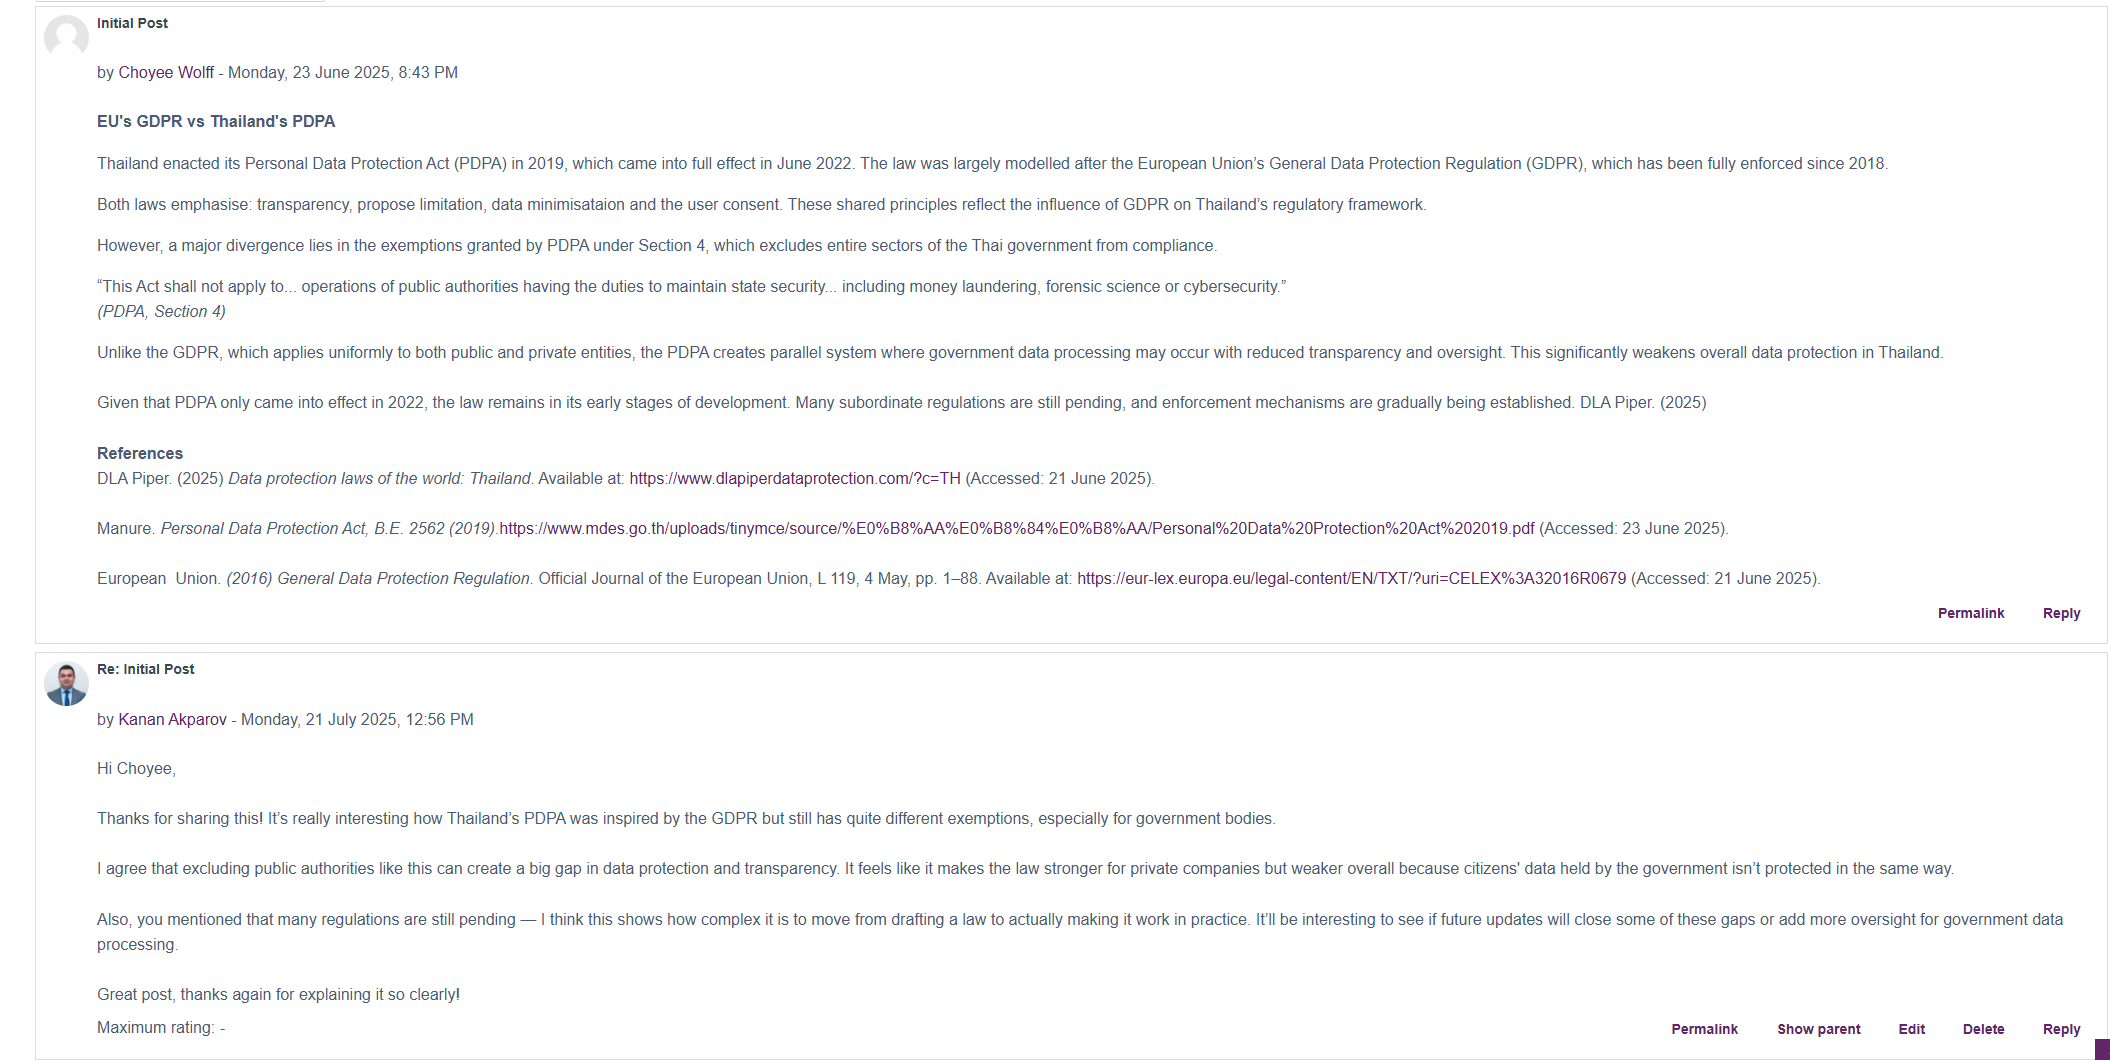 Initial Post
by Choyee Wolff - Monday, 23 June 2025, 8:43 PM
EU's GDPR vs Thailand's PDPA
Thailand enacted its Personal Data Protection Act (PDPA) in 2019, which came into full effect in June 2022. The law was largely modelled after the European Union’s General Data Protection Regulation (GDPR), which has been fully enforced since 2018.
Both laws emphasise: transparency, propose limitation, data minimisataion and the user consent. These shared principles reflect the influence of GDPR on Thailand’s regulatory framework.
However, a major divergence lies in the exemptions granted by PDPA under Section 4, which excludes entire sectors of the Thai government from compliance.
“This Act shall not apply to... operations of public authorities having the duties to maintain state security... including money laundering, forensic science or cybersecurity.”
(PDPA, Section 4)
Unlike the GDPR, which applies uniformly to both public and private entities, the PDPA creates parallel system where government data processing may occur with reduced transparency and oversight. This significantly weakens overall data protection in Thailand.
Given that PDPA only came into effect in 2022, the law remains in its early stages of development. Many subordinate regulations are still pending, and enforcement mechanisms are gradually being established. DLA Piper. (2025)
References
DLA Piper. (2025) Data protection laws of the world: Thailand. Available at: https://www.dlapiperdataprotection.com/?c=TH (Accessed: 21 June 2025).
Manure. Personal Data Protection Act, B.E. 2562 (2019).https://www.mdes.go.th/uploads/tinymce/source/%E0%B8%AA%E0%B8%84%E0%B8%AA/Personal%20Data%20Protection%20Act%202019.pdf (Accessed: 23 June 2025).
European  Union. (2016) General Data Protection Regulation. Official Journal of the European Union, L 119, 4 May, pp. 1–88. Available at: https://eur-lex.europa.eu/legal-content/EN/TXT/?uri=CELEX%3A32016R0679 (Accessed: 21 June 2025).
Permalink Reply
Re: Initial Post
by Kanan Akparov - Monday, 21 July 2025, 12:56 PM
Hi Choyee,
Thanks for sharing this! It’s really interesting how Thailand’s PDPA was inspired by the GDPR but still has quite different exemptions, especially for government bodies.
I agree that excluding public authorities like this can create a big gap in data protection and transparency. It feels like it makes the law stronger for private companies but weaker overall because citizens' data held by the government isn’t protected in the same way.
Also, you mentioned that many regulations are still pending — I think this shows how complex it is to move from drafting a law to actually making it work in practice. It’ll be interesting to see if future updates will close some of these gaps or add more oversight for government data
processing.
Great post, thanks again for explaining it so clearly!
Maximum rating: -
Permalink Show parent Edit Delete Reply